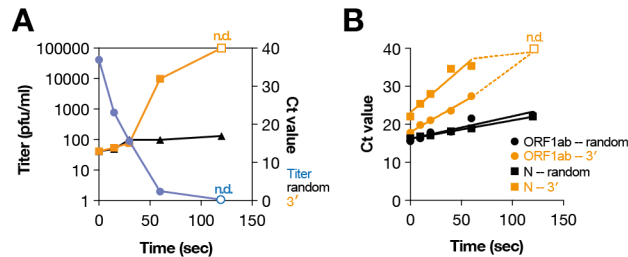 A
n.d.
100000
10000
1000
100
10
1
Titer (pfu/ml)
40
30
20
10
0
Ct value
Titer
random
3′
n.d.
0
50
100
150
Time (sec)
B
n.d.
40
30
20
10
0
Ct value
ORF1ab – random
ORF1ab – 3′
N – random
N – 3′
0
50
100
150
Time (sec)